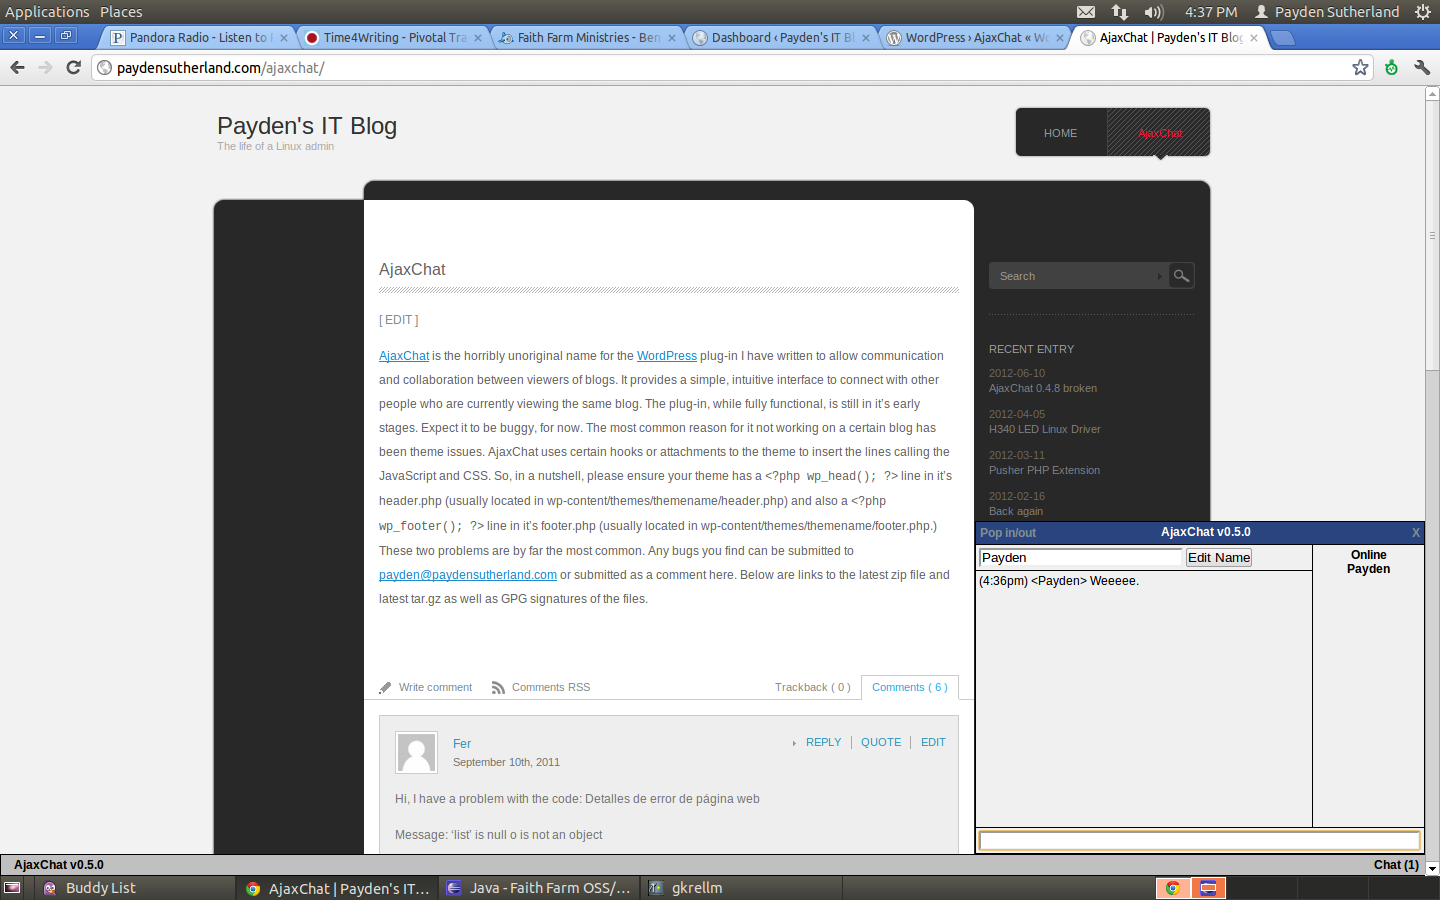 Applications Places 4:37 PM Payden Sutherland
Pandora Radio - Listen to Time4Writing - Pivotal Tra Faith Farm Ministries - Ben Dashboard ‹ Payden's IT Bl WordPress › AjaxChat « Wo AjaxChat | Payden's IT Blog
paydensutherland.com/ajaxchat/
Payden's IT Blog
The life of a Linux admin
HOME AjaxChat
AjaxChat
[ EDIT ]
AjaxChat is the horribly unoriginal name for the WordPress plug-in I have written to allow communication
and collaboration between viewers of blogs. It provides a simple, intuitive interface to connect with other
people who are currently viewing the same blog. The plug-in, while fully functional, is still in it's early
stages. Expect it to be buggy, for now. The most common reason for it not working on a certain blog has
been theme issues. AjaxChat uses certain hooks or attachments to the theme to insert the lines calling the
JavaScript and CSS. So, in a nutshell, please ensure your theme has a <?php wp_head(); ?> line in it's
header.php (usually located in wp-content/themes/themename/header.php) and also a <?php
wp_footer(); ?> line in it's footer.php (usually located in wp-content/themes/themename/footer.php.)
These two problems are by far the most common. Any bugs you find can be submitted to
payden@paydensutherland.com or submitted as a comment here. Below are links to the latest zip file and
latest tar.gz as well as GPG signatures of the files.
Write comment Comments RSS Trackback ( 0 ) Comments ( 6 )
Fer
September 10th, 2011
REPLY QUOTE EDIT
Hi, I have a problem with the code: Detalles de error de página web
Message: 'list' is null o is not an object
Search
RECENT ENTRY
2012-06-10
AjaxChat 0.4.8 broken
2012-04-05
H340 LED Linux Driver
2012-03-11
Pusher PHP Extension
2012-02-16
Back again
Pop in/out AjaxChat v0.5.0 X
Payden Edit Name
(4:36pm) <Payden> Weeeee.
Online
Payden
AjaxChat v0.5.0 Chat (1)
Buddy List AjaxChat | Payden's IT... Java - Faith Farm OSS/... gkrellm